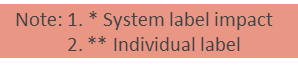 Note: 1. * System label impact
2. ** Individual label